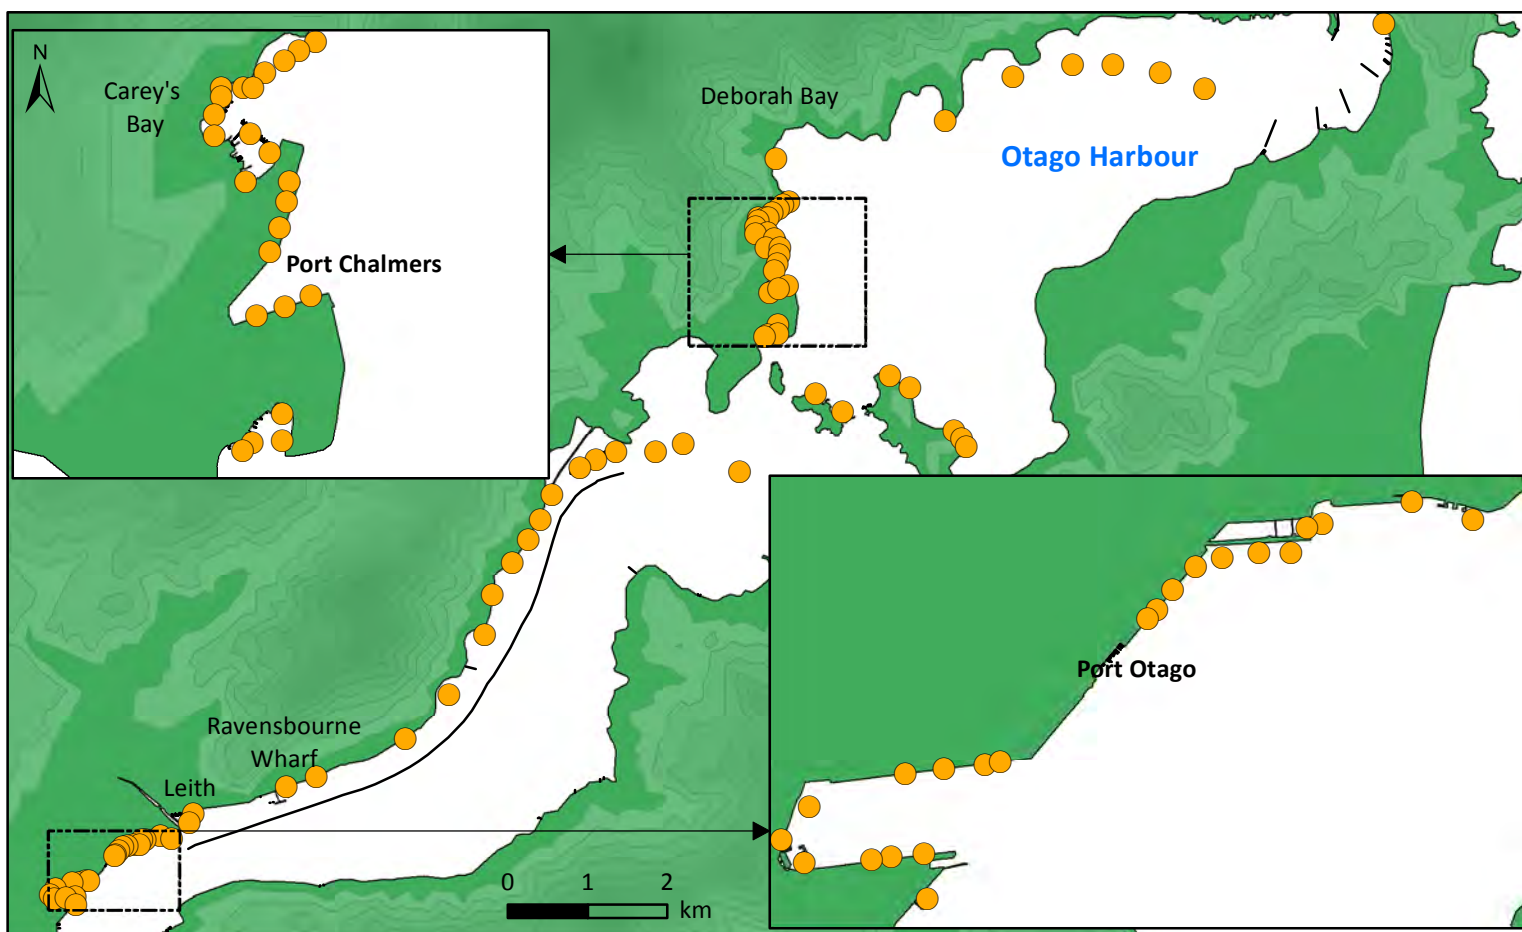 N
Carey's
Bay
Port Chalmers
Deborah Bay
Otago Harbour
Port Otago
Ravensbourne
Wharf
Leith
0 1 2
km